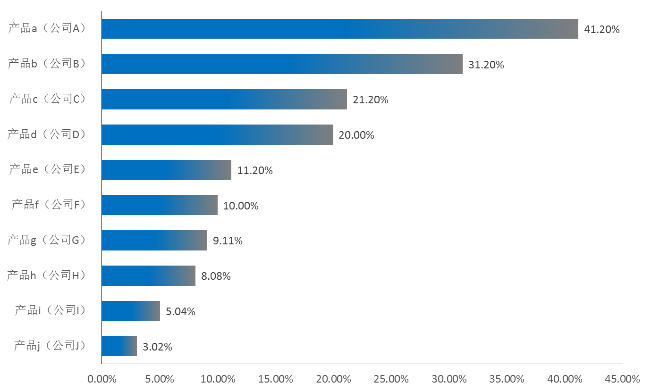 产品a（公司A） 41.20%
产品b（公司B） 31.20%
产品c（公司C） 21.20%
产品d（公司D） 20.00%
产品e（公司E） 11.20%
产品f（公司F） 10.00%
产品g（公司G） 9.11%
产品h（公司H） 8.08%
产品i（公司I） 5.04%
产品j（公司J） 3.02%
0.00% 5.00% 10.00% 15.00% 20.00% 25.00% 30.00% 35.00% 40.00% 45.00%